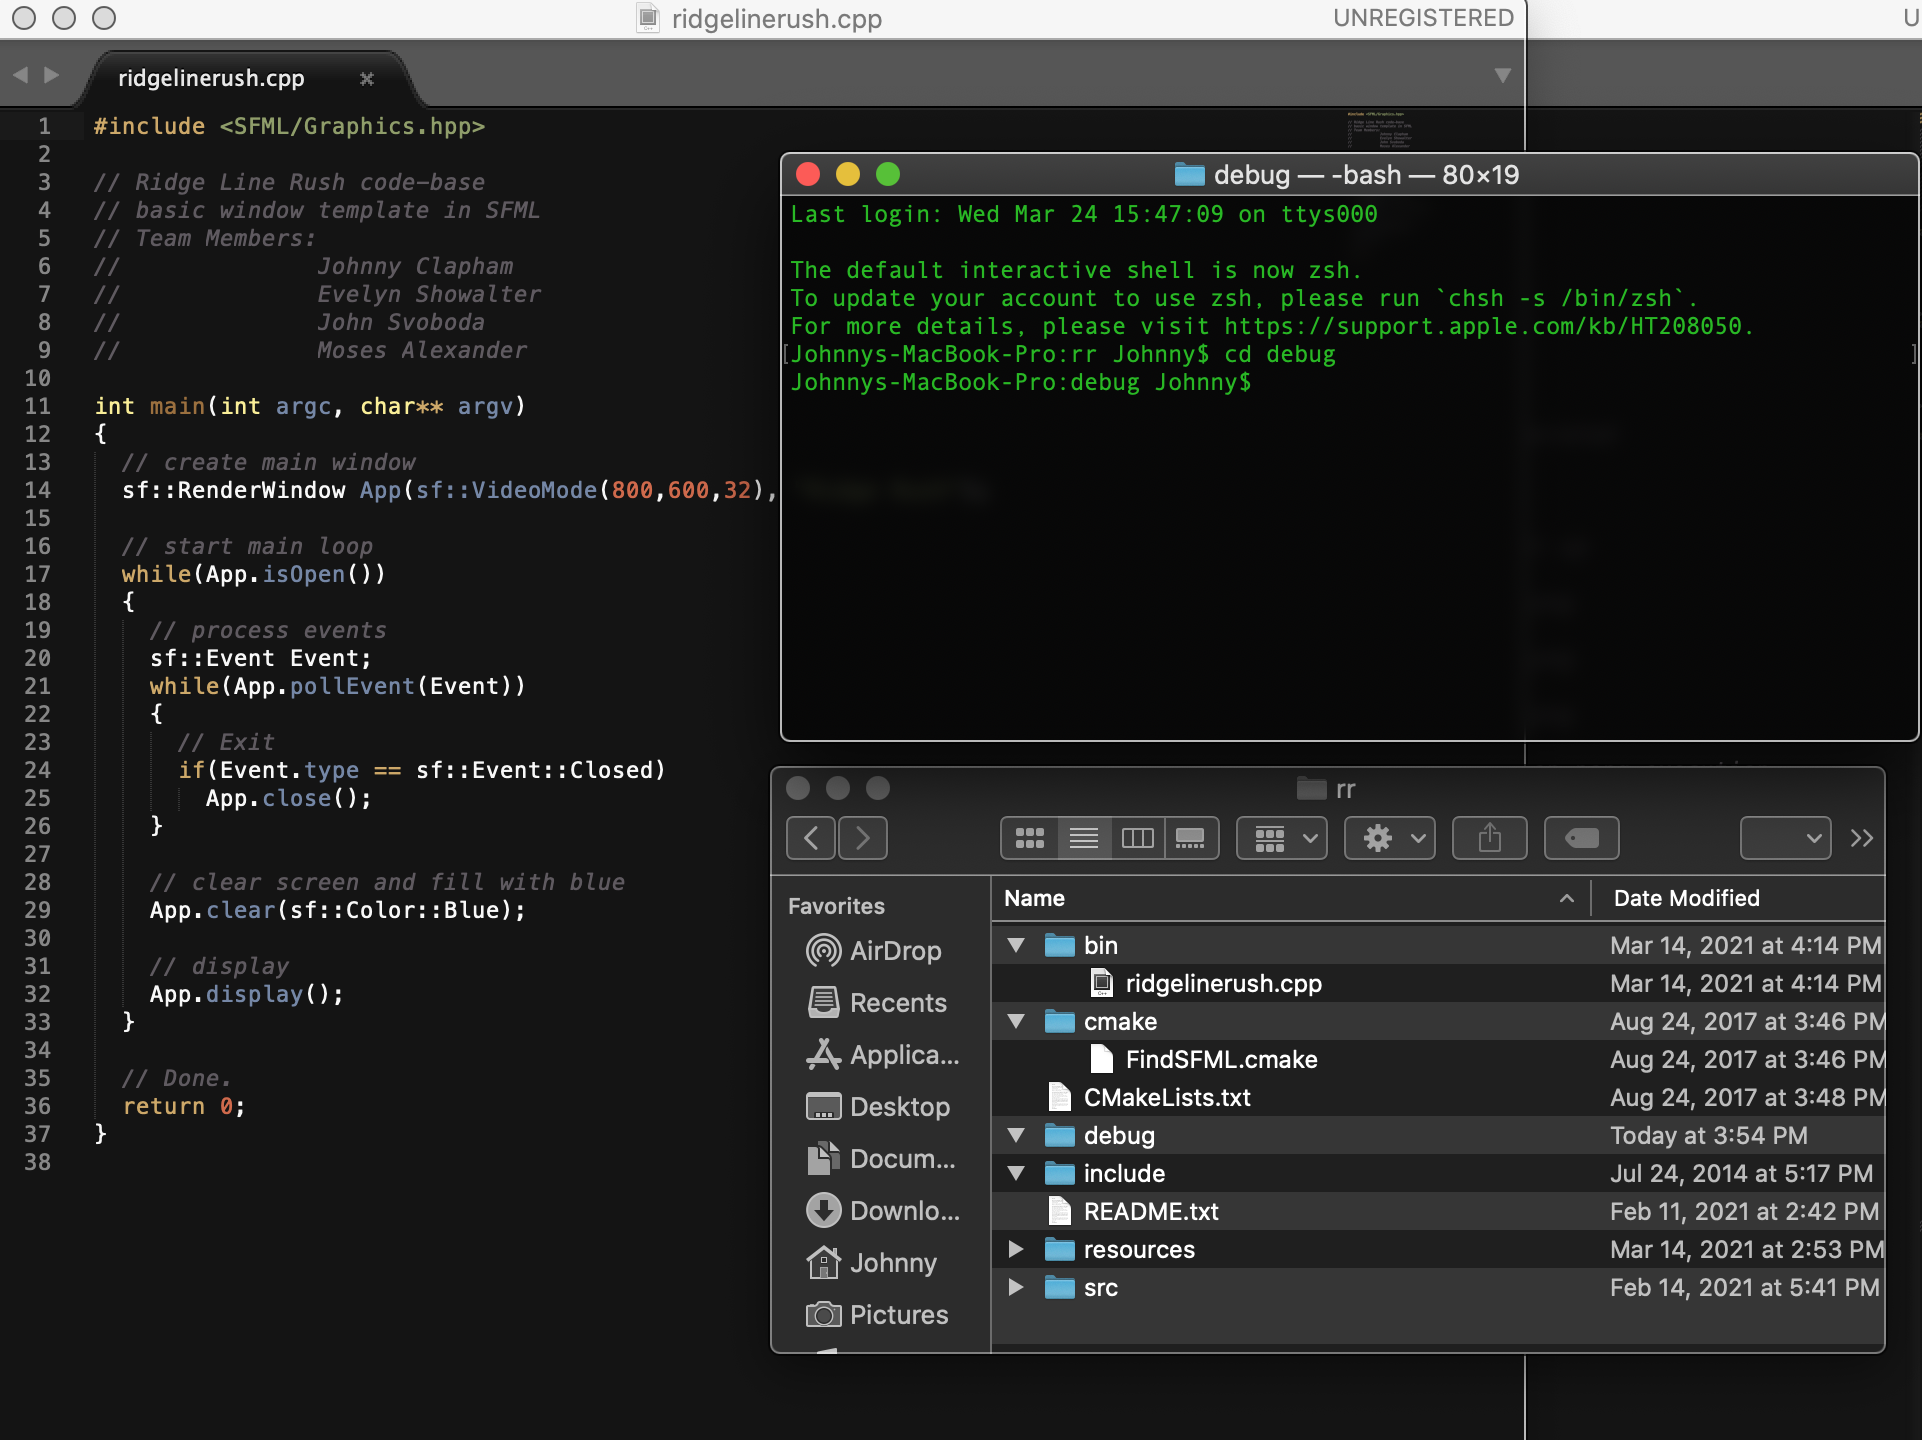 ridgelinerush.cpp
UNREGISTERED
U
ridgelinerush.cpp
1 #include <SFML/Graphics.hpp>
2
3 // Ridge Line Rush code-base
4 // basic window template in SFML
5 // Team Members:
6 // Johnny Clapham
7 // Evelyn Showalter
8 // John Svoboda
9 // Moses Alexander
10
11 int main(int argc, char** argv)
12 {
13 // create main window
14 sf::RenderWindow App(sf::VideoMode(800,600,32),
15
16 // start main loop
17 while(App.isOpen())
18 {
19 // process events
20 sf::Event Event;
21 while(App.pollEvent(Event))
22 {
23 // Exit
24 if(Event.type == sf::Event::Closed)
25 App.close();
26 }
27
28 // clear screen and fill with blue
29 App.clear(sf::Color::Blue);
30
31 // display
32 App.display();
33 }
34
35 // Done.
36 return 0;
37 }
38
debug — -bash — 80×19
Last login: Wed Mar 24 15:47:09 on ttys000
The default interactive shell is now zsh.
To update your account to use zsh, please run `chsh -s /bin/zsh`.
For more details, please visit https://support.apple.com/kb/HT208050.
[Johnnys-MacBook-Pro:rr Johnny$ cd debug ]
Johnnys-MacBook-Pro:debug Johnny$
rr
Favorites
AirDrop
Recents
Applica...
Desktop
Docum...
Downlo...
Johnny
Pictures
Name Date Modified
bin Mar 14, 2021 at 4:14 PM
ridgelinerush.cpp Mar 14, 2021 at 4:14 PM
cmake Aug 24, 2017 at 3:46 PM
FindSFML.cmake Aug 24, 2017 at 3:46 PM
CMakeLists.txt Aug 24, 2017 at 3:48 PM
debug Today at 3:54 PM
include Jul 24, 2014 at 5:17 PM
README.txt Feb 11, 2021 at 2:42 PM
resources Mar 14, 2021 at 2:53 PM
src Feb 14, 2021 at 5:41 PM